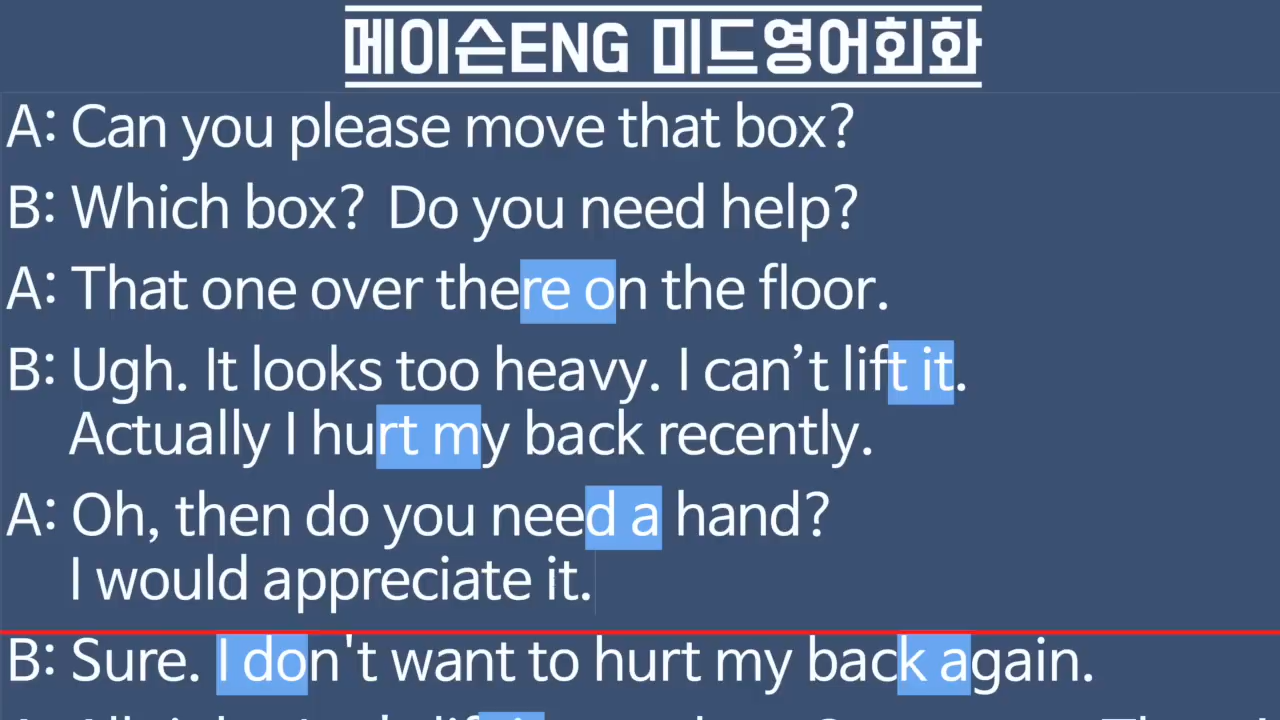 메이슨ENG 미드영어회화
A: Can you please move that box?
B: Which box? Do you need help?
A: That one over there on the floor.
B: Ugh. It looks too heavy. I can’t lift it.
Actually I hurt my back recently.
A: Oh, then do you need a hand?
I would appreciate it.
B: Sure. I don't want to hurt my back again.